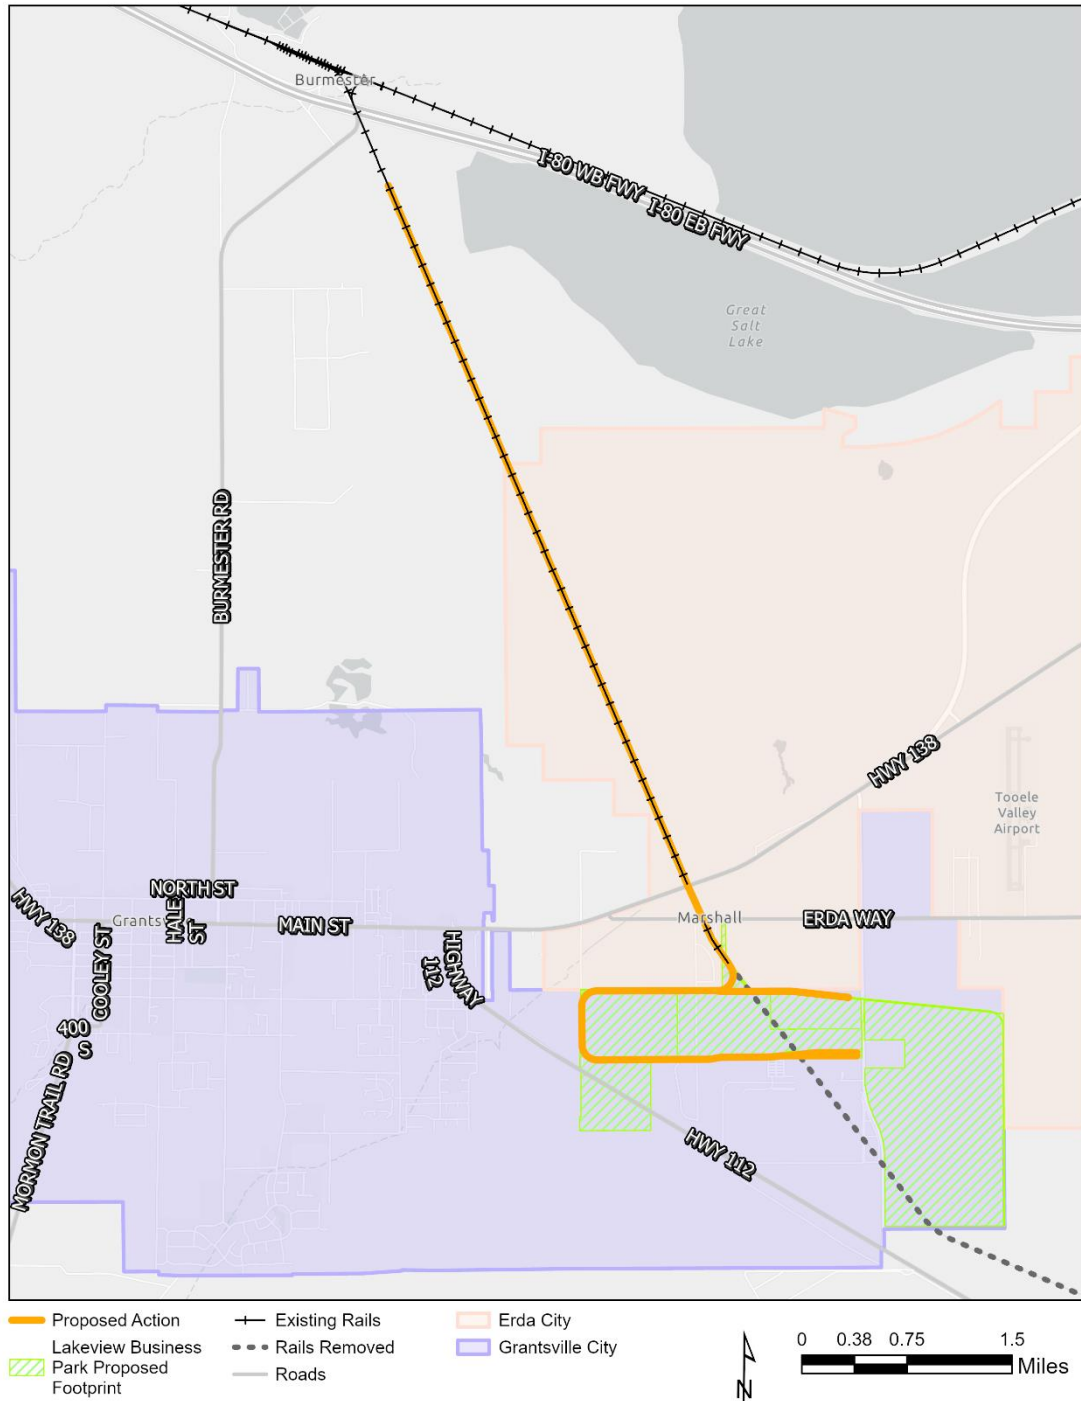 Burmester
I-80 WB FWY
I-80 EB FWY
Great
Salt
Lake
BURMESTER RD
HWY 138
Tooele
Valley
Airport
NORTH ST
HWY 138
Grantsv
HALE
ST
MAIN ST
Marshall
ERDA WAY
COOLEY ST
HIGHWAY
112
400
S
MORMON TRAIL RD
HWY 112
Proposed Action
Lakeview Business
Park Proposed
Footprint
Existing Rails
Rails Removed
Roads
Erda City
Grantsville City
N
0 0.38 0.75 1.5
Miles